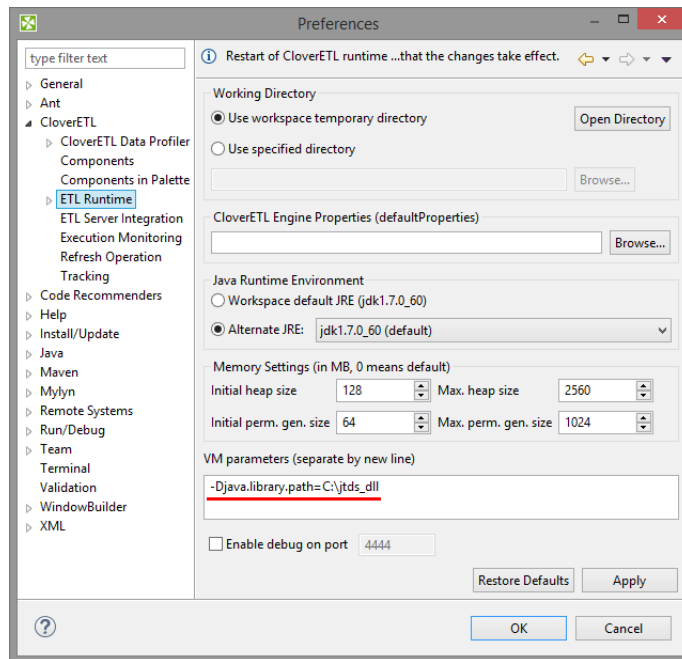 Preferences
type filter text
Restart of CloverETL runtime ...that the changes take effect.
General
Ant
CloverETL
CloverETL Data Profiler
Components
Components in Palette
ETL Runtime
ETL Server Integration
Execution Monitoring
Refresh Operation
Tracking
Code Recommenders
Help
Install/Update
Java
Maven
Mylyn
Remote Systems
Run/Debug
Team
Terminal
Validation
WindowBuilder
XML
Working Directory
Use workspace temporary directory Open Directory
Use specified directory
Browse...
CloverETL Engine Properties (defaultProperties)
Browse...
Java Runtime Environment
Workspace default JRE (jdk1.7.0_60)
Alternate JRE: jdk1.7.0_60 (default)
Memory Settings (in MB, 0 means default)
Initial heap size 128 Max. heap size 2560
Initial perm. gen. size 64 Max. perm. gen. size 1024
VM parameters (separate by new line)
-Djava.library.path=C:\jtds_dll
Enable debug on port 4444
Restore Defaults Apply
OK Cancel